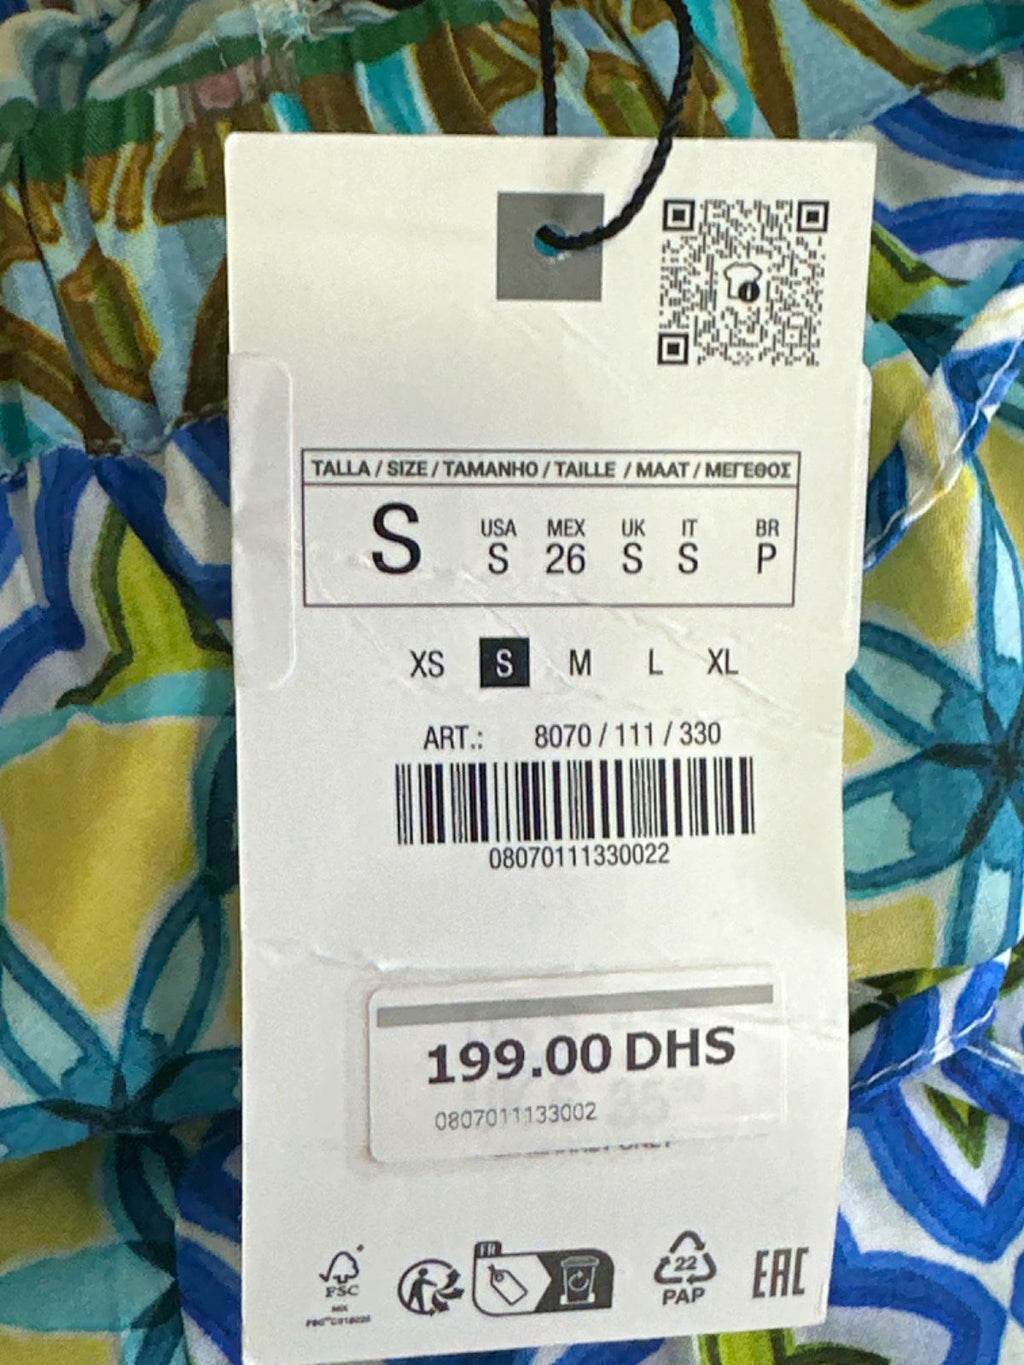 TALLA / SIZE / TAMANHO / TAILLE / MAAT / ΜΕΓΕΘΟΣ
S
USA MEX UK IT BR
S 26 S S P
XS S M L XL
ART.: 8070 / 111 / 330
08070111330022
199.00 DHS
0807011133002
FR
FSC
MIX
22
PAP
EAC